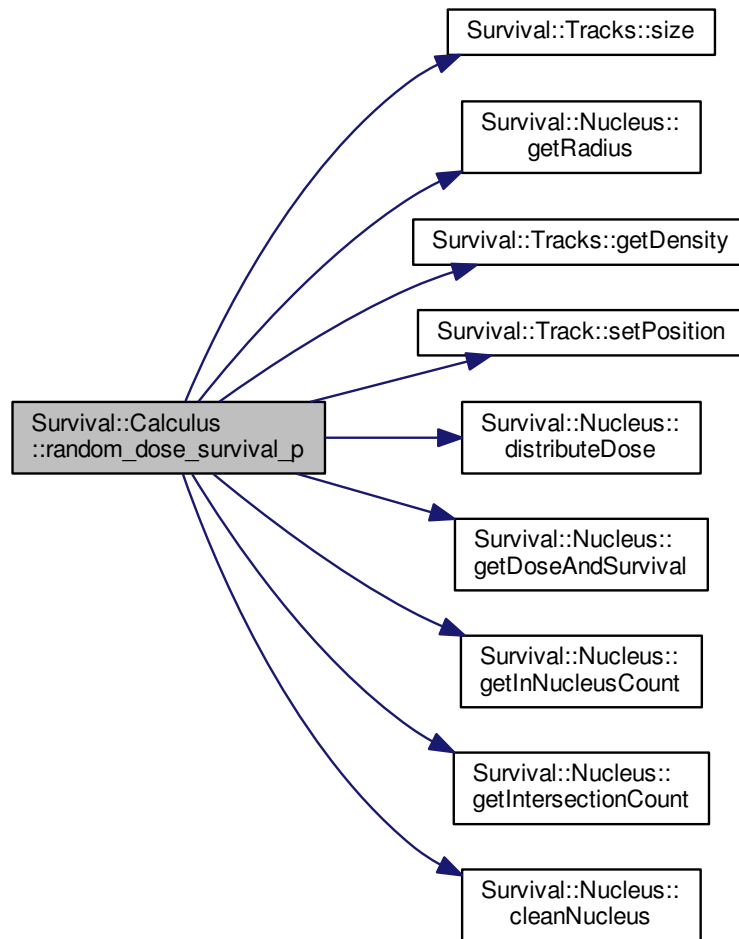 Survival::Tracks::size
Survival::Nucleus::
getRadius
Survival::Tracks::getDensity
Survival::Track::setPosition
Survival::Calculus
::random_dose_survival_p
Survival::Nucleus::
distributeDose
Survival::Nucleus::
getDoseAndSurvival
Survival::Nucleus::
getInNucleusCount
Survival::Nucleus::
getIntersectionCount
Survival::Nucleus::
cleanNucleus